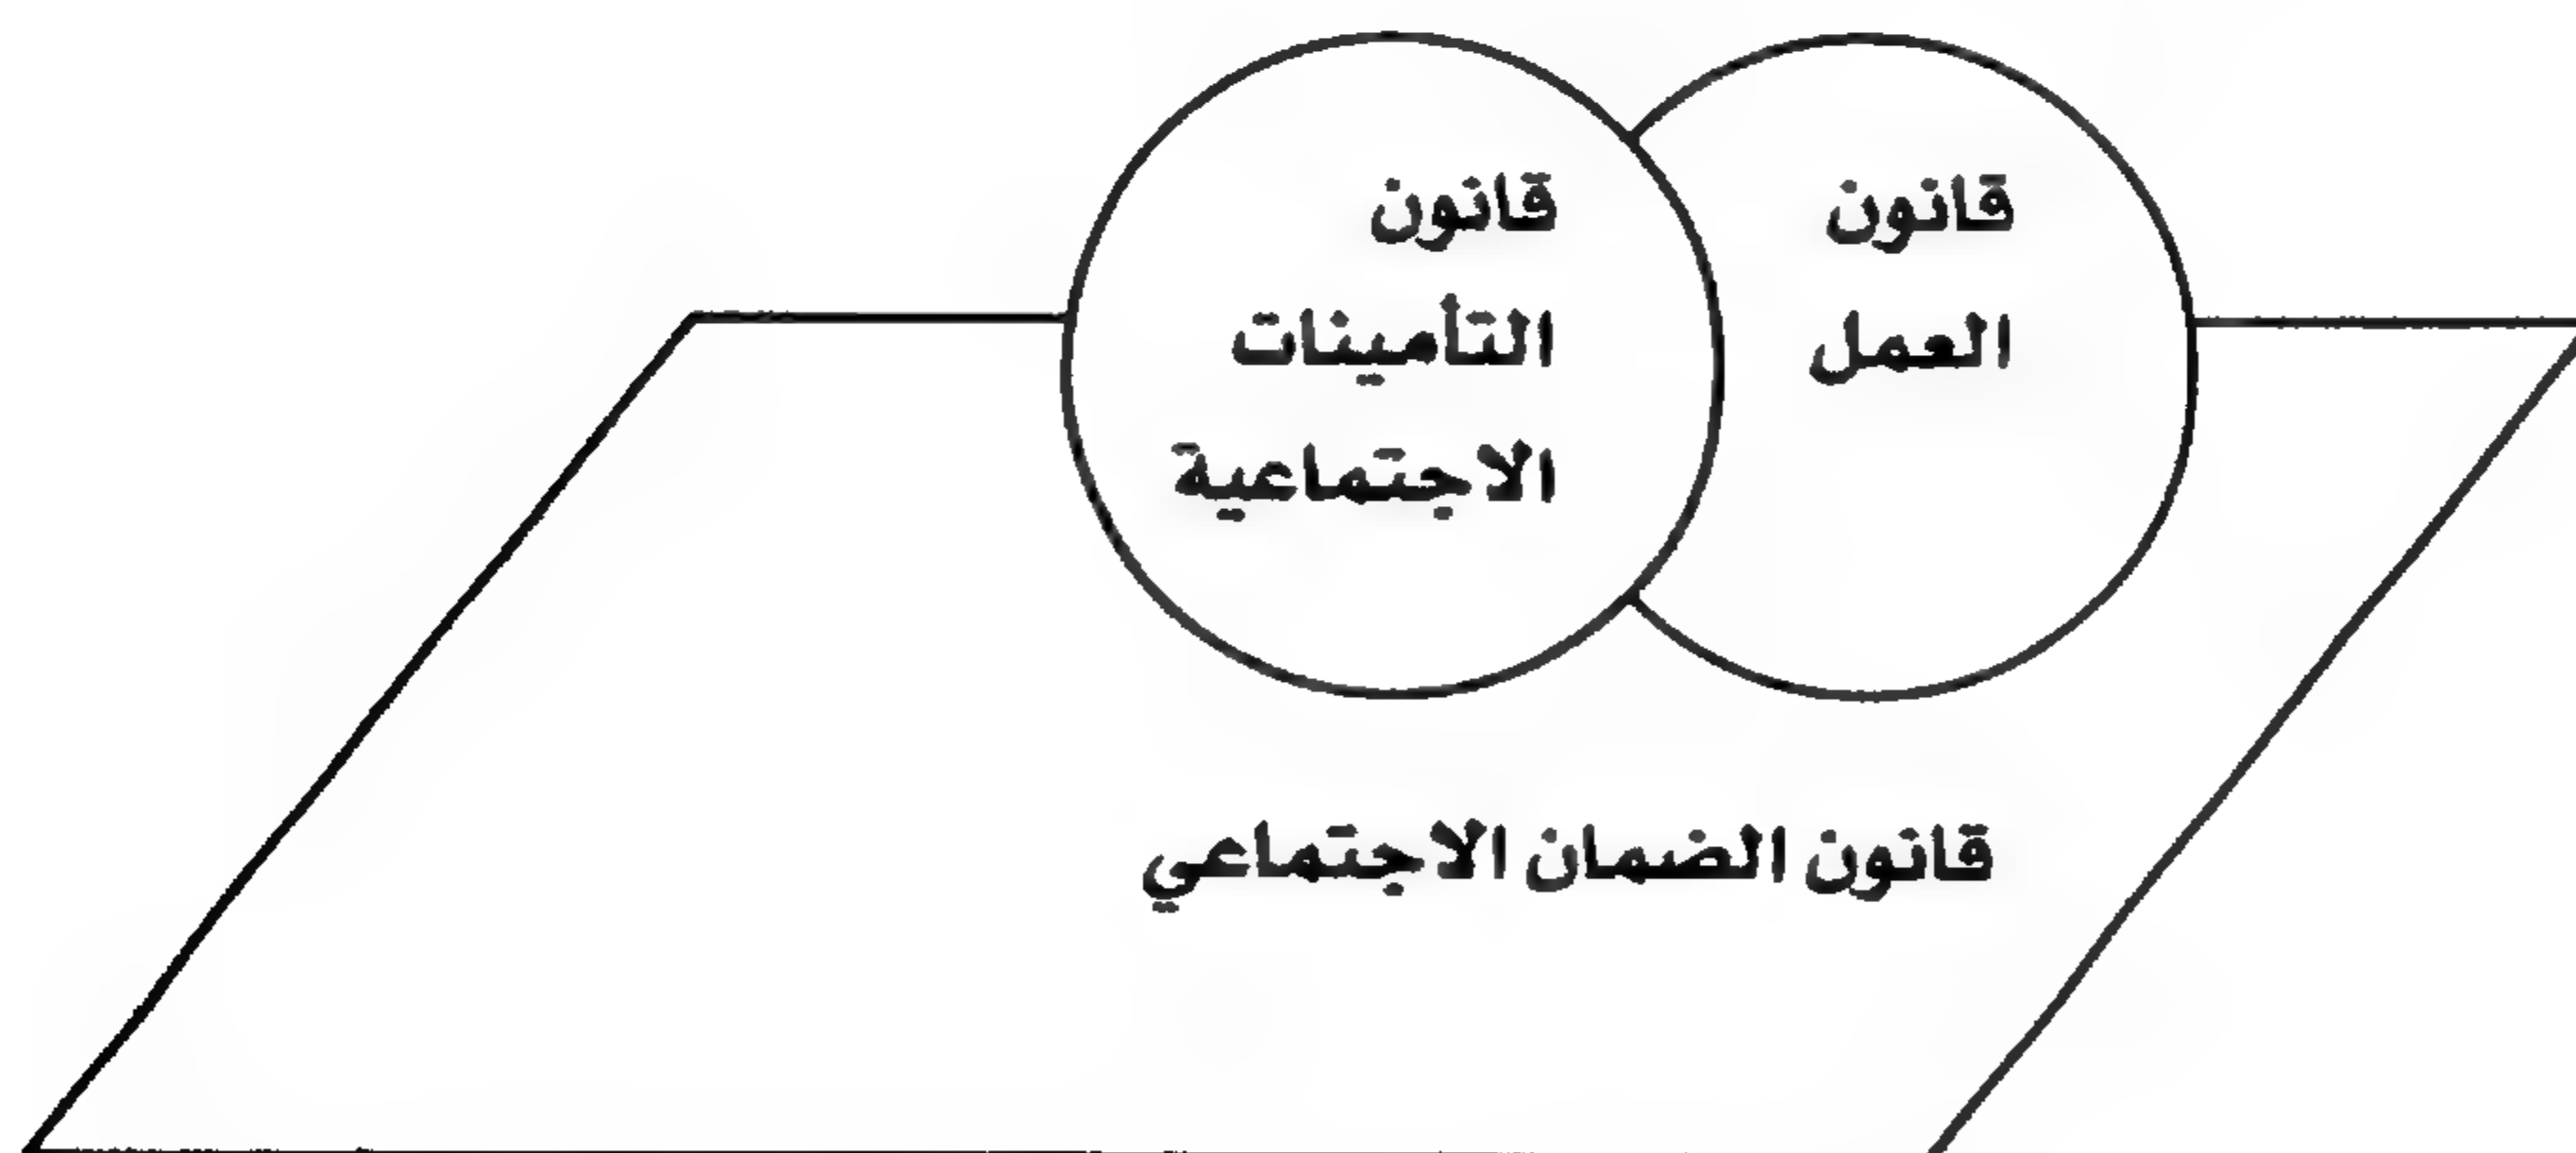 قانون
العمل
قانون
التأمينات
الاجتماعية
قانون الضمان الاجتماعي